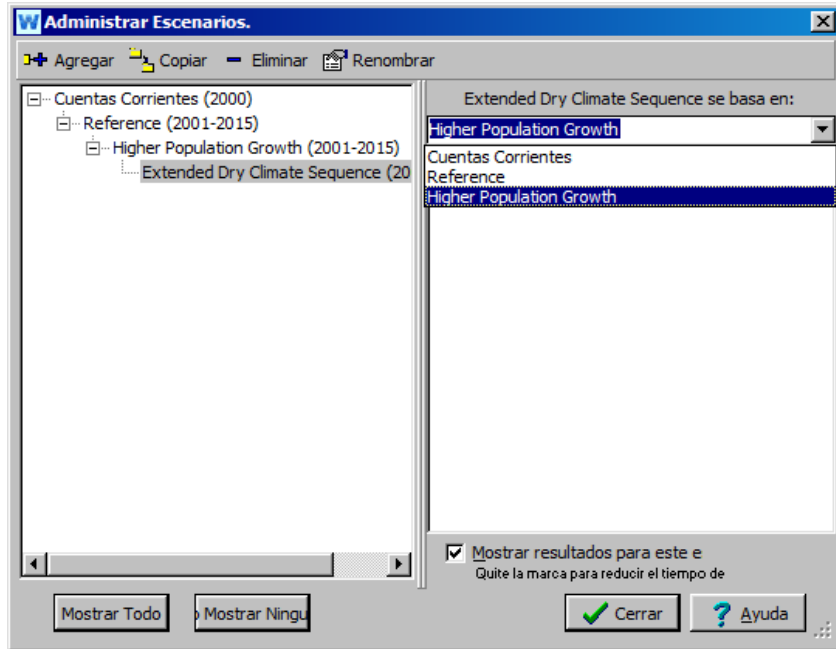 Administrar Escenarios.
Agregar Copiar Eliminar Renombrar
Cuentas Corrientes (2000)
Reference (2001-2015)
Higher Population Growth (2001-2015)
Extended Dry Climate Sequence (20
Extended Dry Climate Sequence se basa en:
Higher Population Growth
Cuentas Corrientes
Reference
Higher Population Growth
Mostrar resultados para este e
Quite la marca para reducir el tiempo de
Mostrar Todo o Mostrar Ningu Cerrar ? Ayuda